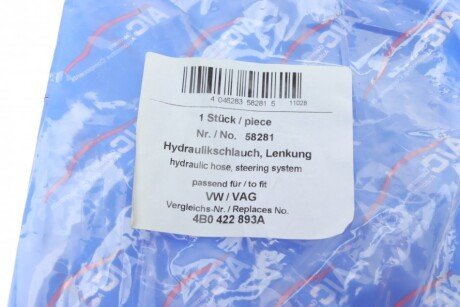 4 046283 58281 5 11028
1 Stück / piece
Nr. / No. 58281
Hydraulikschlauch, Lenkung
hydraulic hose, steering system
passend für / to fit
VW / VAG
Vergleichs-Nr. / Replaces No.
4B0 422 893A